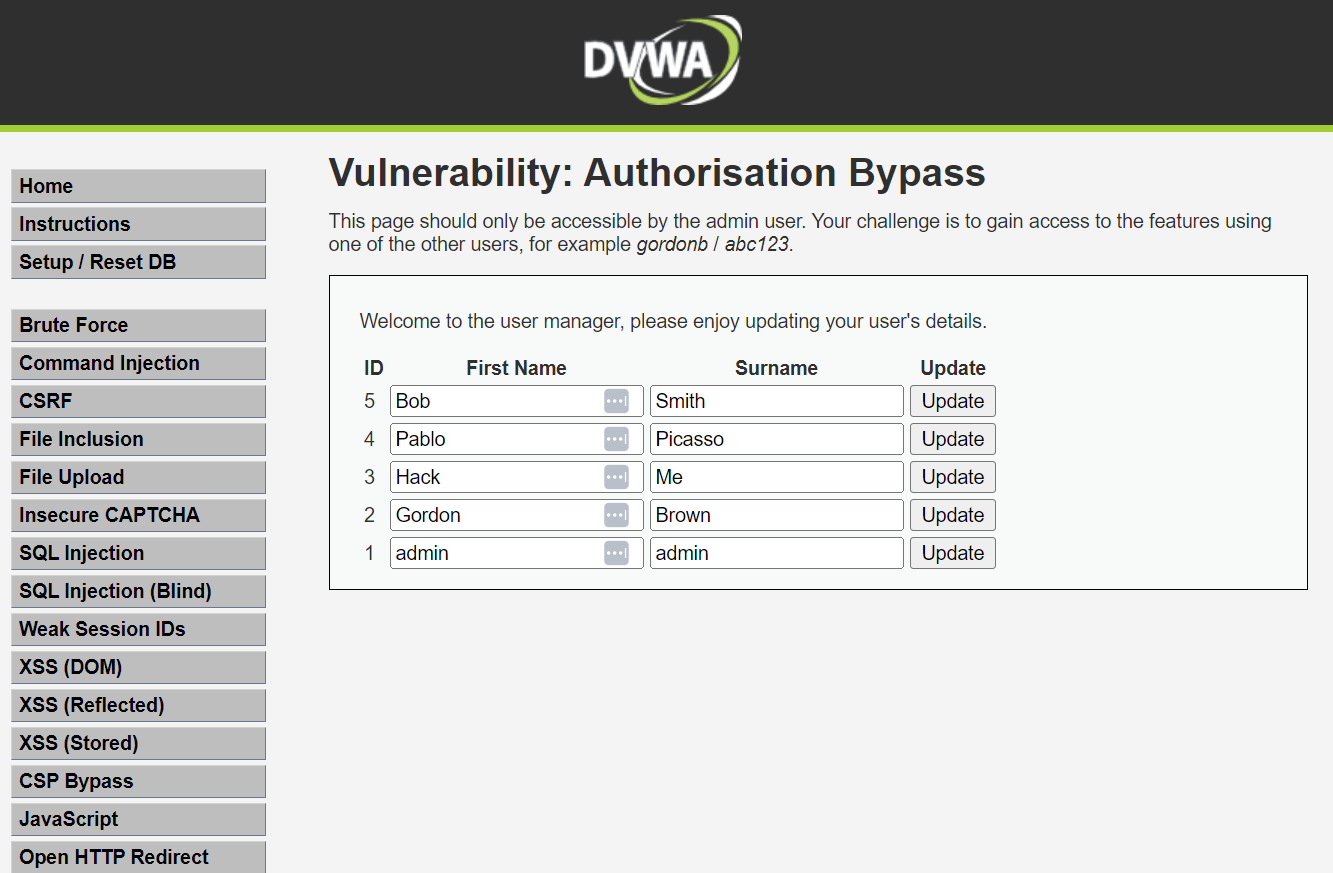 DVWA
Home
Instructions
Setup / Reset DB
Brute Force
Command Injection
CSRF
File Inclusion
File Upload
Insecure CAPTCHA
SQL Injection
SQL Injection (Blind)
Weak Session IDs
XSS (DOM)
XSS (Reflected)
XSS (Stored)
CSP Bypass
JavaScript
Open HTTP Redirect
Vulnerability: Authorisation Bypass
This page should only be accessible by the admin user. Your challenge is to gain access to the features using
one of the other users, for example gordonb / abc123.
Welcome to the user manager, please enjoy updating your user's details.
ID First Name Surname Update
5 Bob Smith Update
4 Pablo Picasso Update
3 Hack Me Update
2 Gordon Brown Update
1 admin admin Update